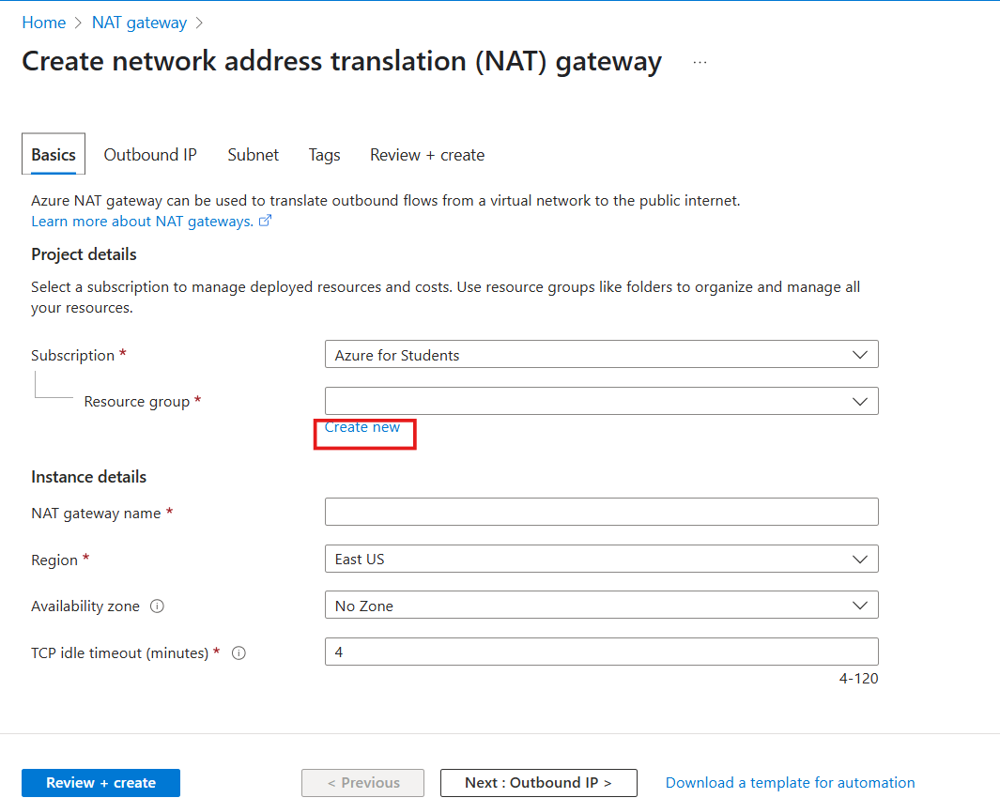 Home > NAT gateway >
Create network address translation (NAT) gateway ...
Basics Outbound IP Subnet Tags Review + create
Azure NAT gateway can be used to translate outbound flows from a virtual network to the public internet.
Learn more about NAT gateways.
Project details
Select a subscription to manage deployed resources and costs. Use resource groups like folders to organize and manage all
your resources.
Subscription * Azure for Students
Resource group *
Create new
Instance details
NAT gateway name *
Region * East US
Availability zone No Zone
TCP idle timeout (minutes) * 4
4-120
Review + create < Previous Next : Outbound IP > Download a template for automation